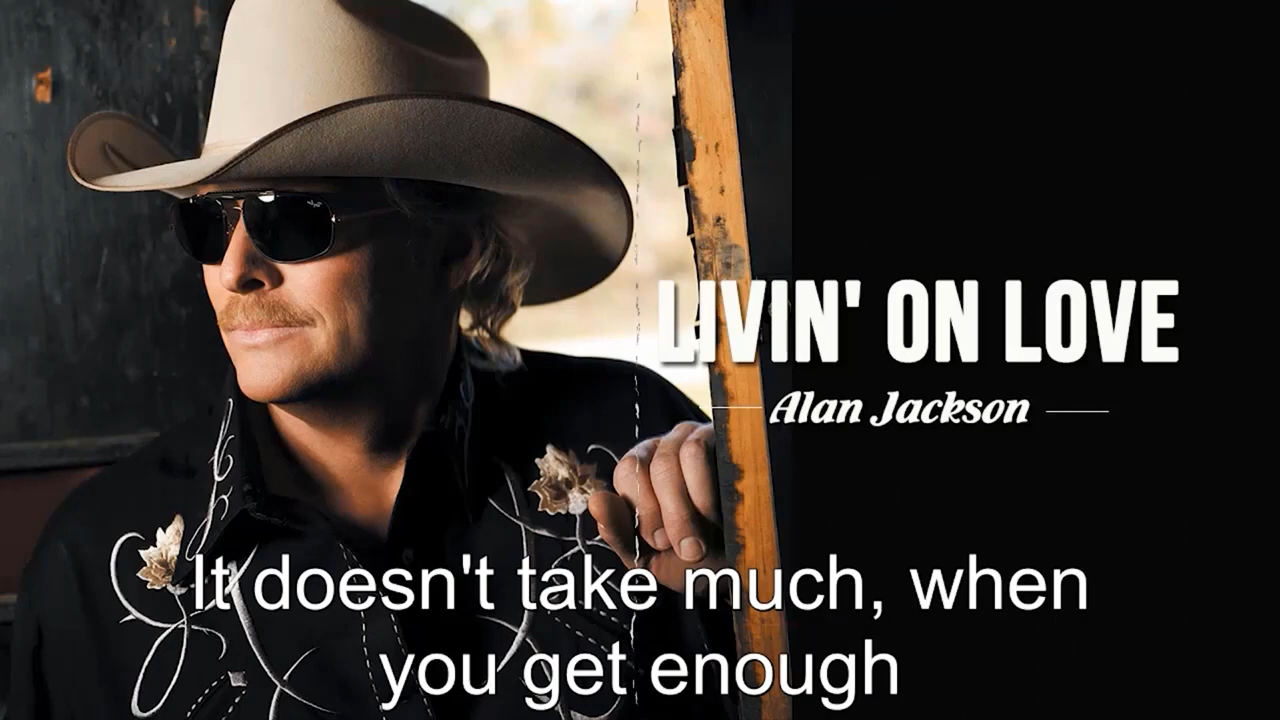 LIVIN' ON LOVE
Alan Jackson
It doesn't take much, when
you get enough